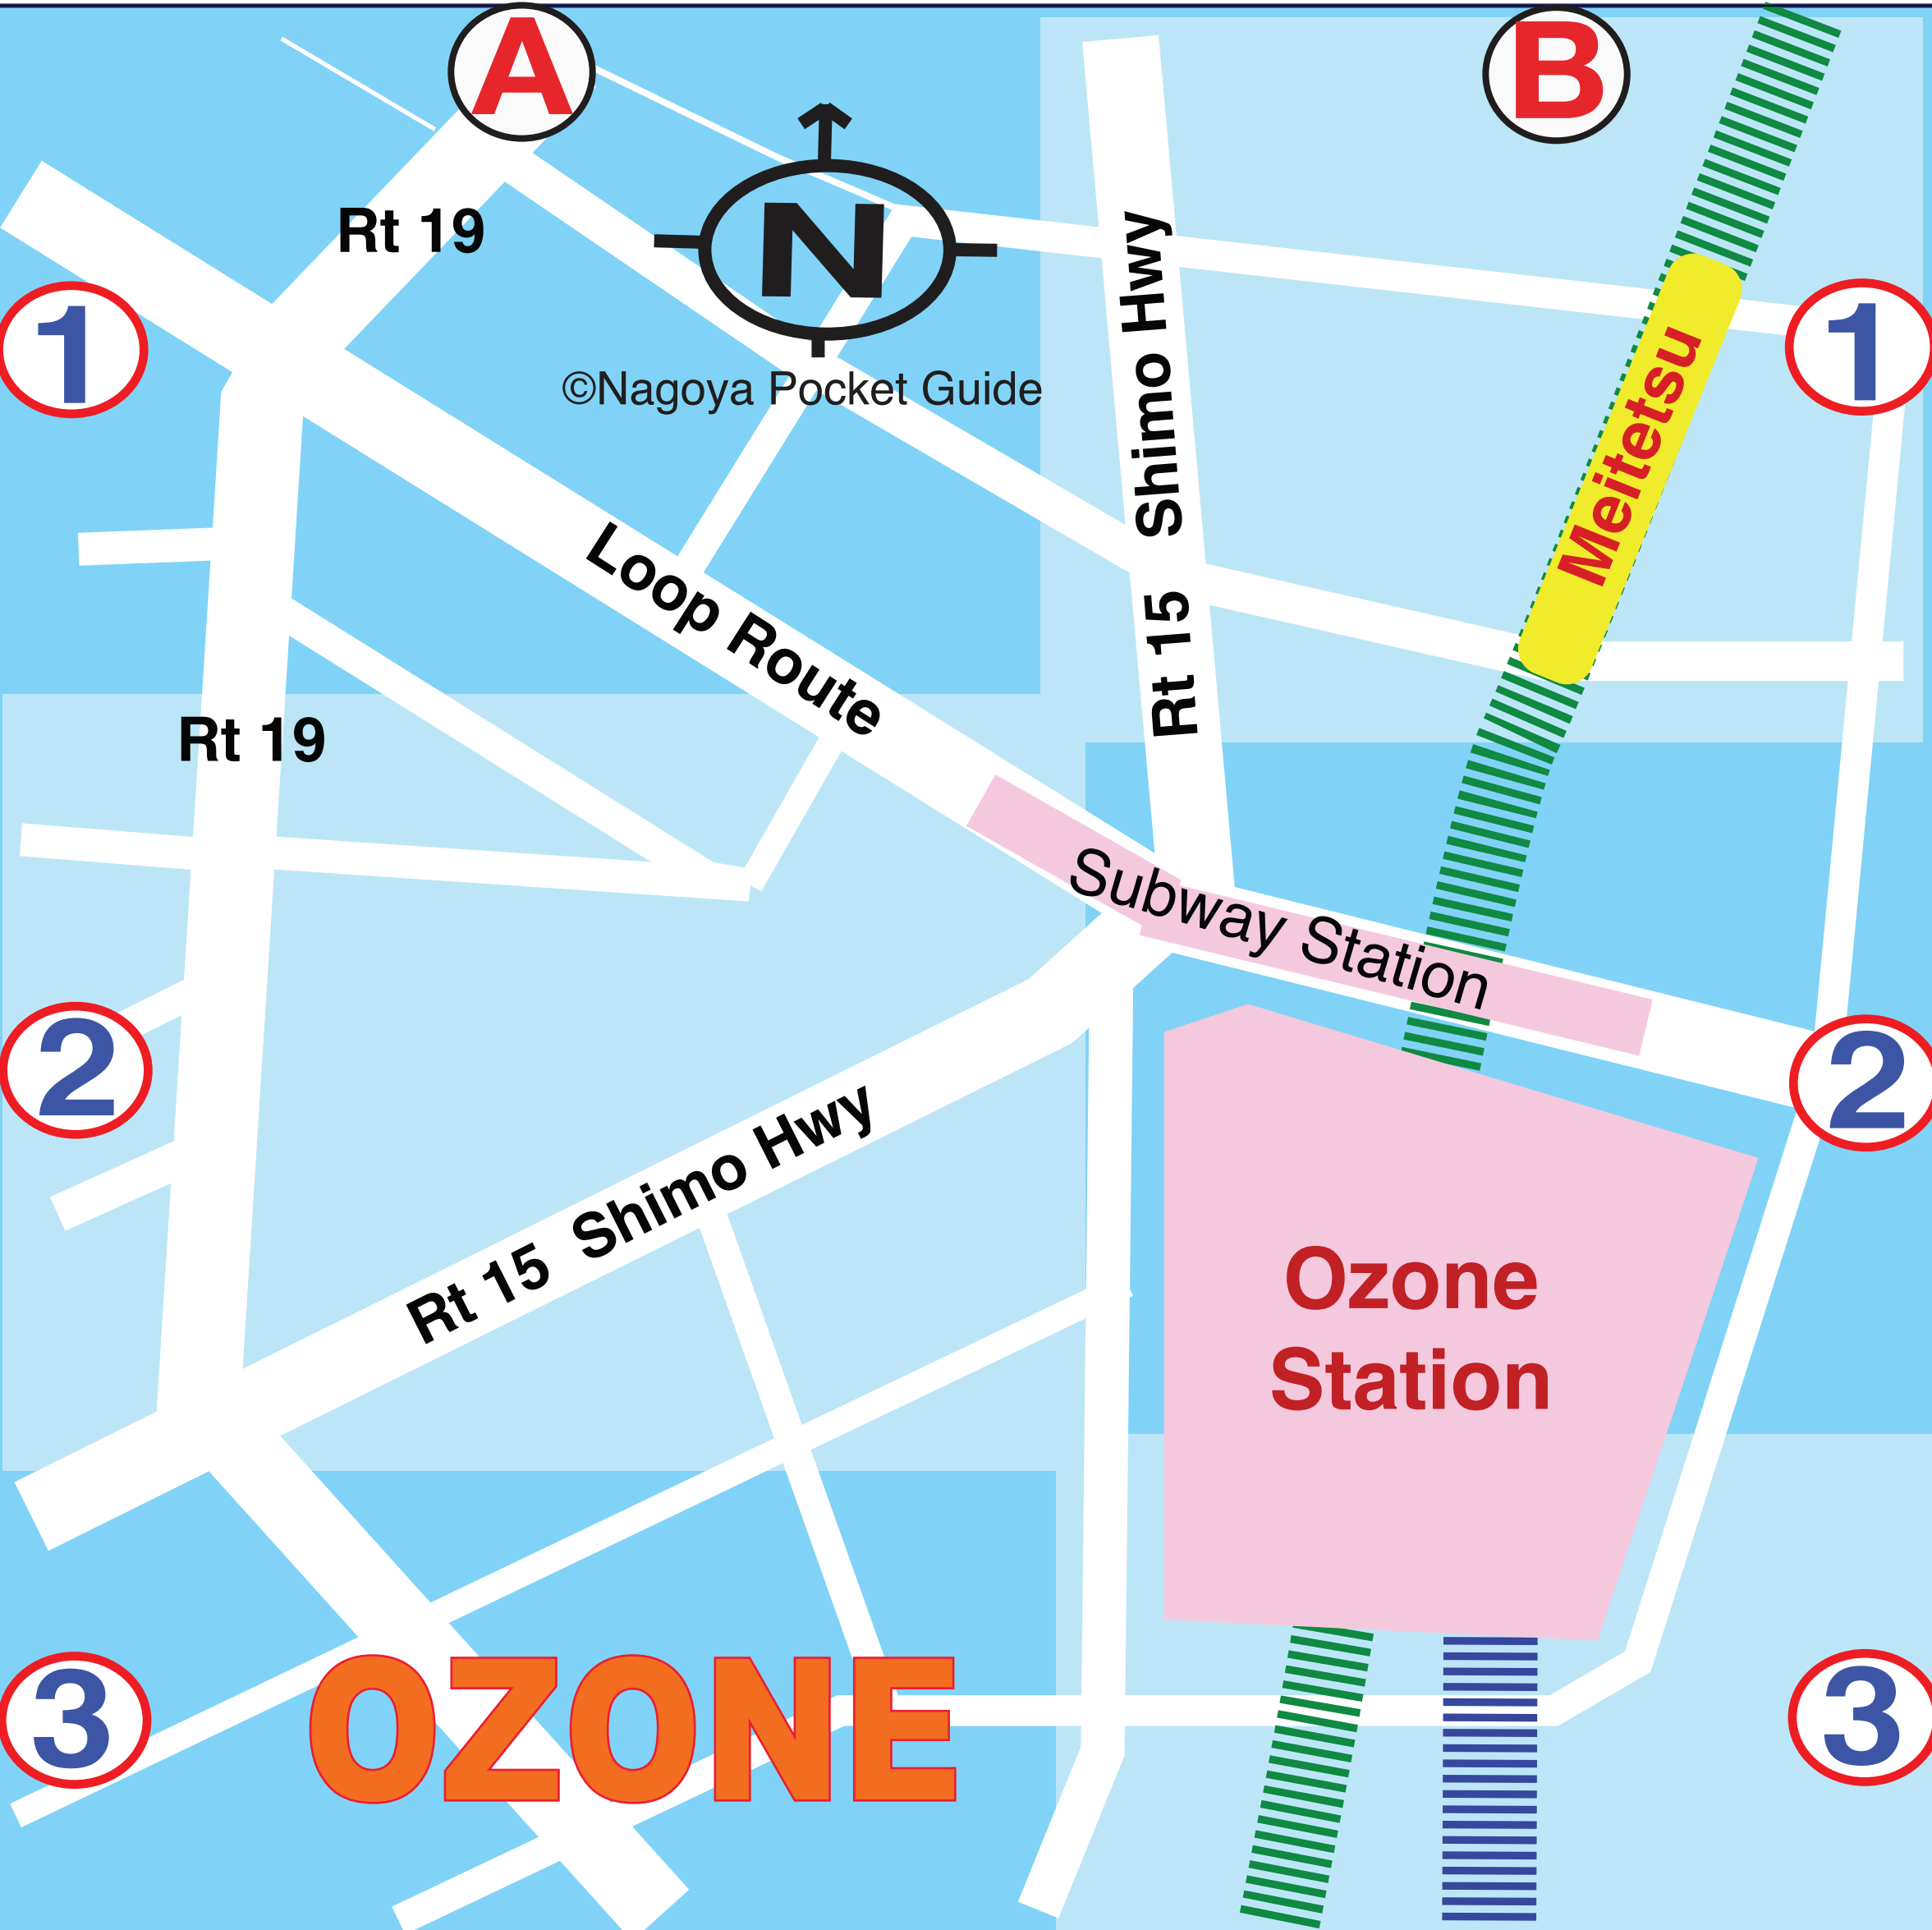 A
B
Rt 19
N
1
1
©Nagoya Pocket Guide
Rt 15 Shimo Hwy
Meitetsu
Loop Route
Rt 19
Subway Station
2
2
Rt 15 Shimo Hwy
Ozone
Station
3
OZONE
3